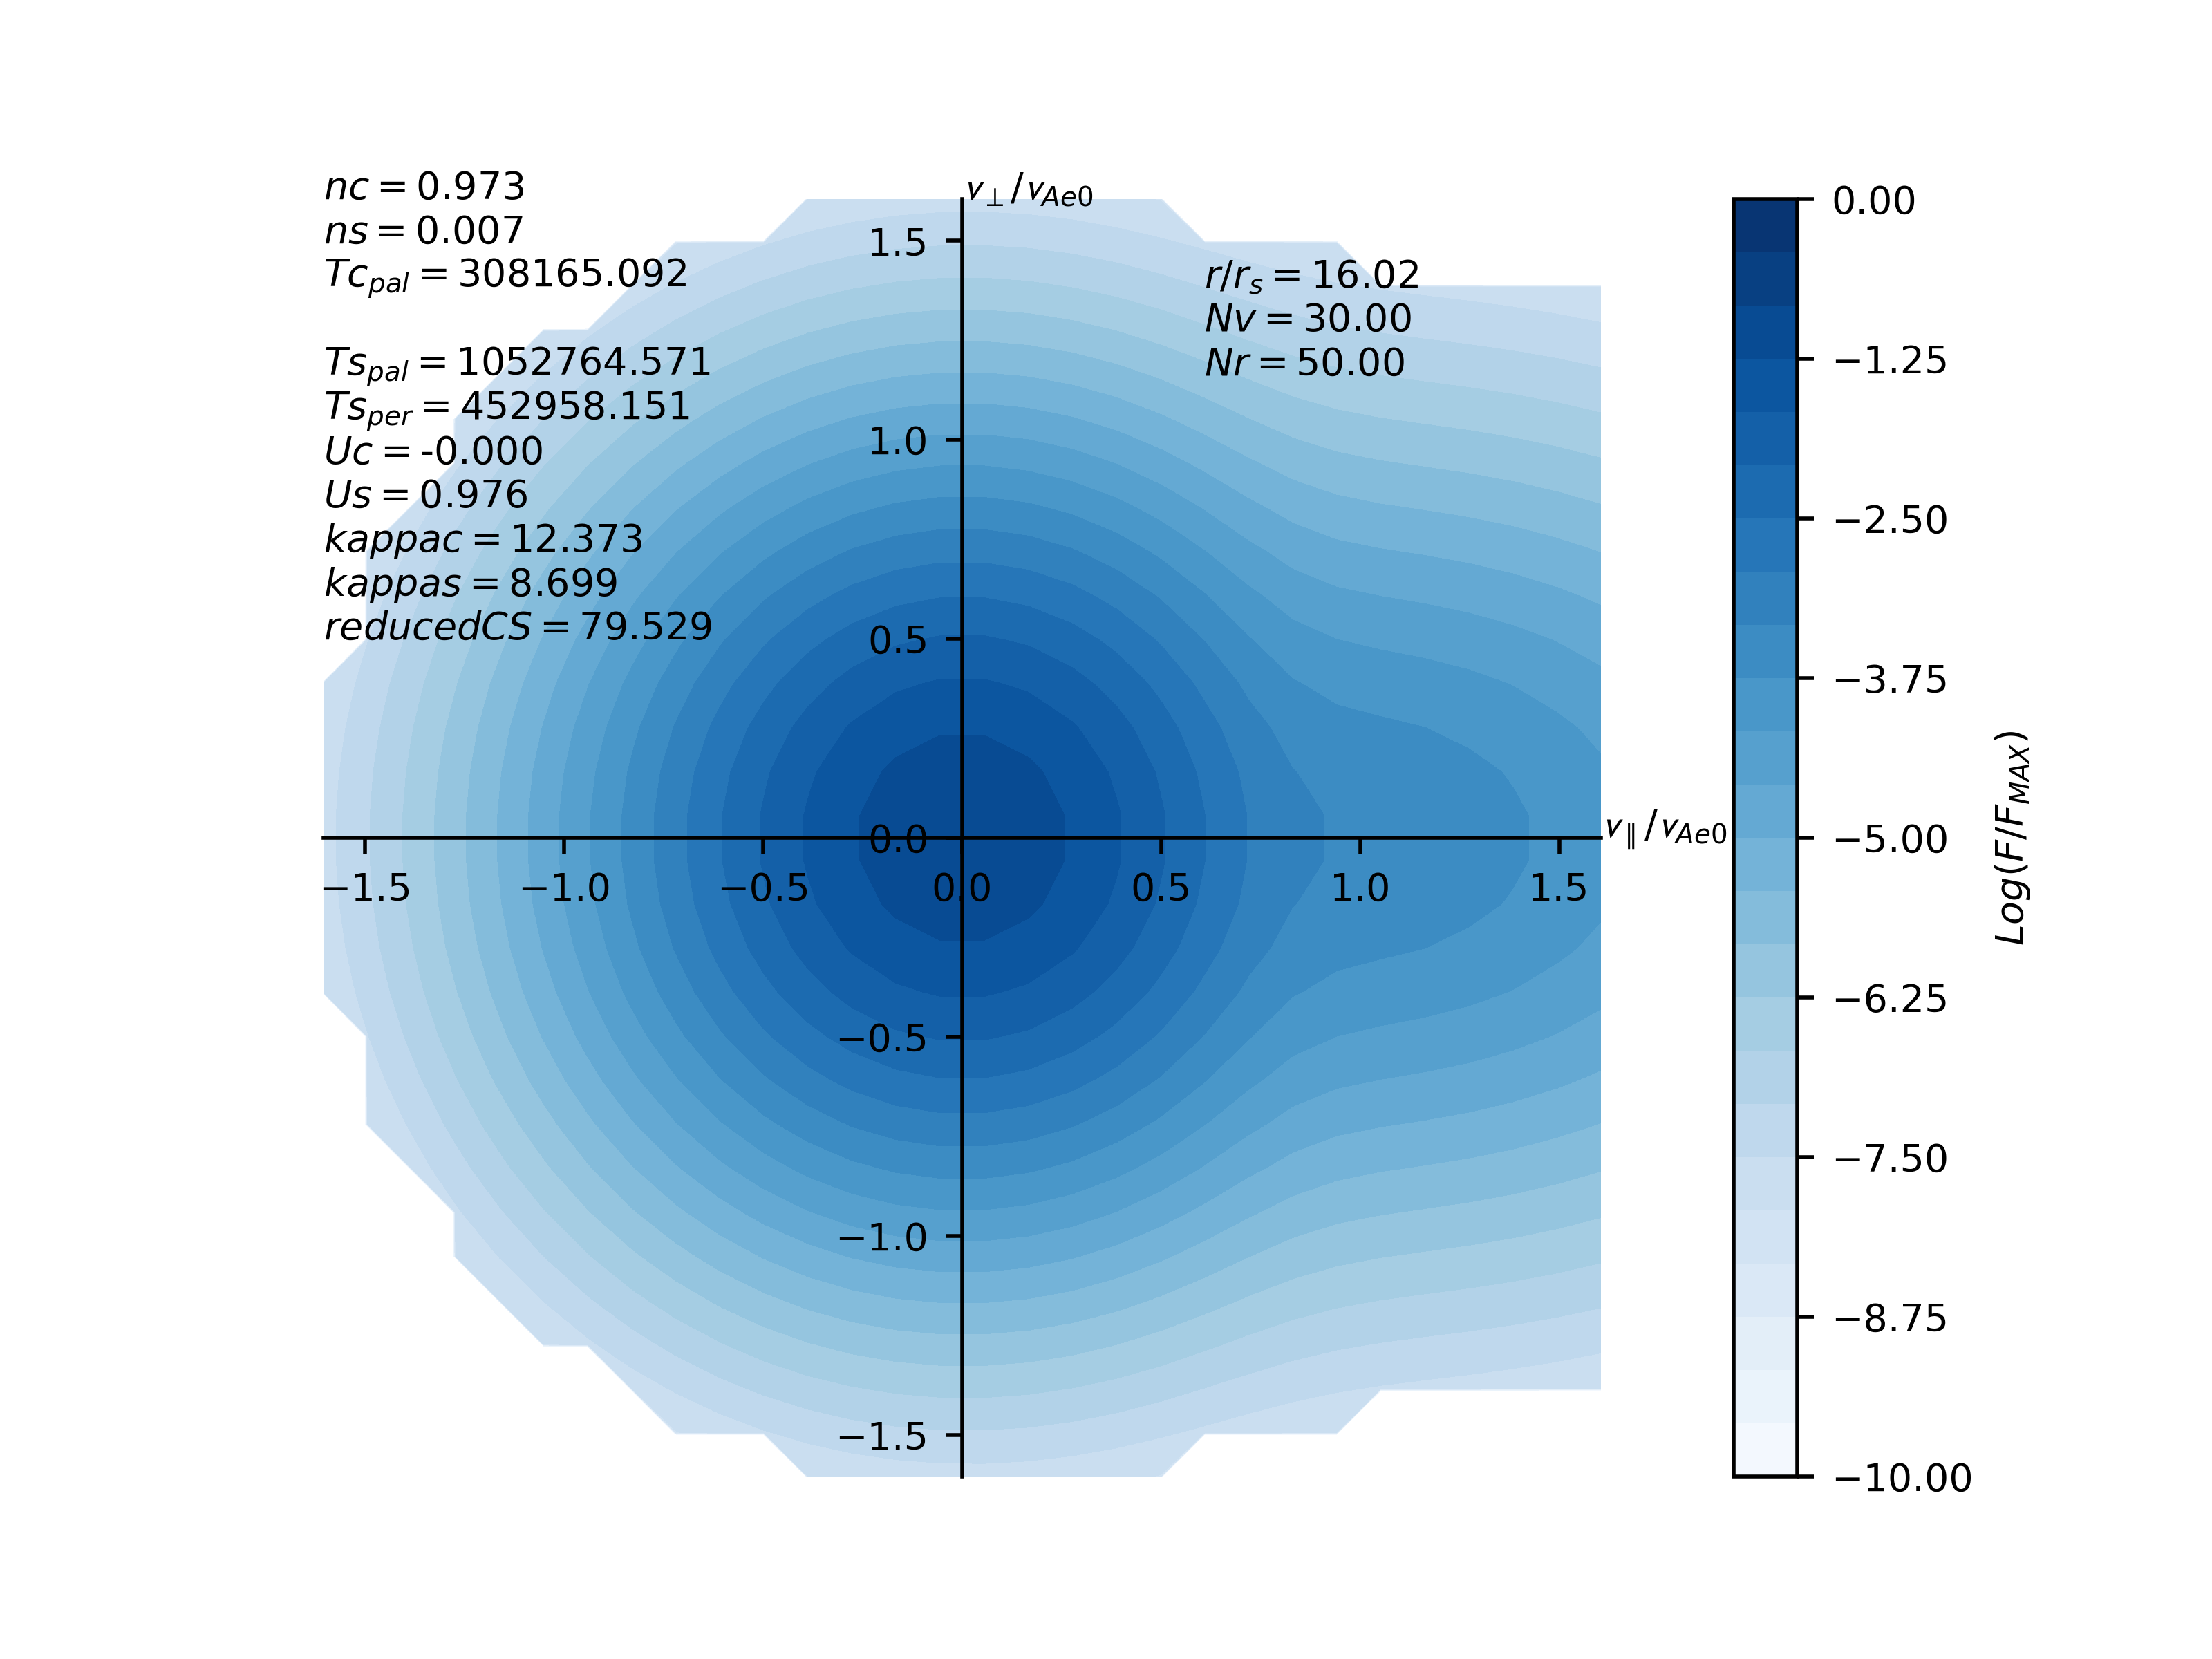 nc = 0.973
ns = 0.007
Tc_pal = 308165.092
Ts_pal = 1052764.571
Ts_per = 452958.151
Uc = -0.000
Us = 0.976
kappac = 12.373
kappas = 8.699
reducedCS = 79.529
v⊥/v_Ae0
r/r_s = 16.02
Nv = 30.00
Nr = 50.00
1.5
1.0
0.5
0.0
−0.5
−1.0
−1.5
−1.5 −1.0 −0.5 0.0 0.5 1.0 1.5
v∥/v_Ae0
0.00
−1.25
−2.50
−3.75
−5.00
−6.25
−7.50
−8.75
−10.00
Log(F/F_MAX)